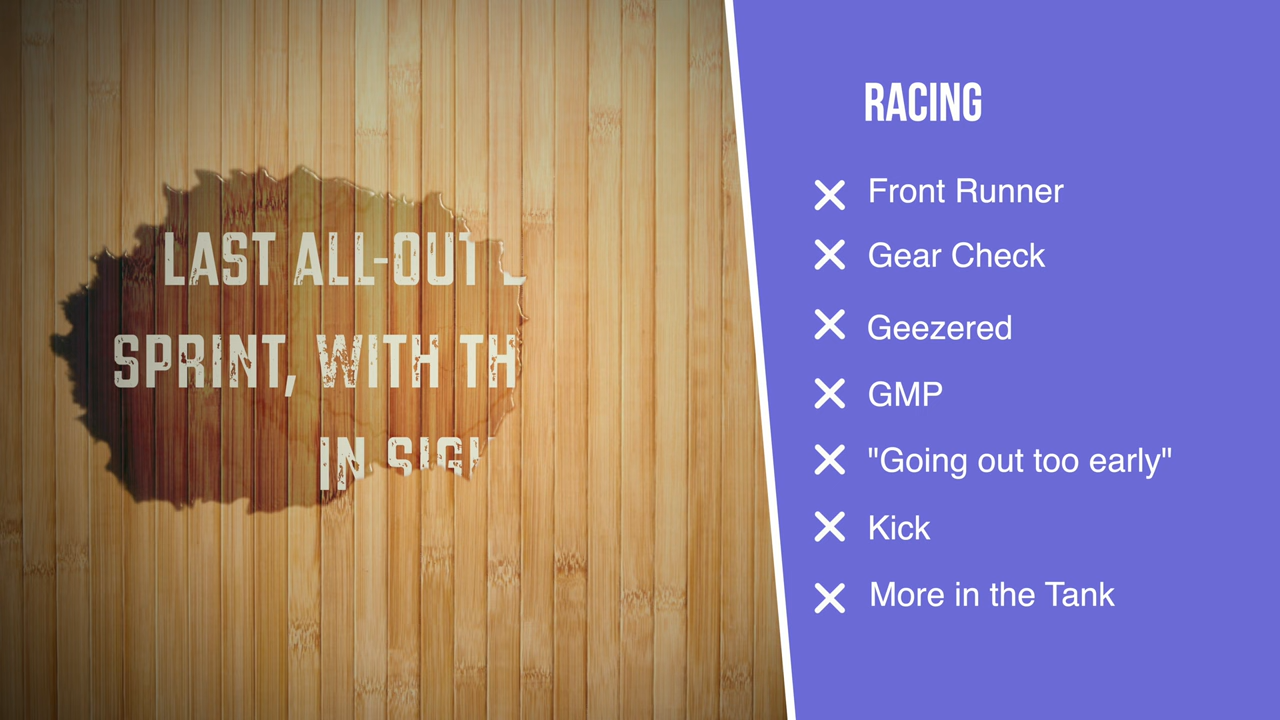 LAST ALL-OUT
SPRINT, WITH
IN
RACING
Front Runner
Gear Check
Geezered
GMP
"Going out too early"
Kick
More in the Tank